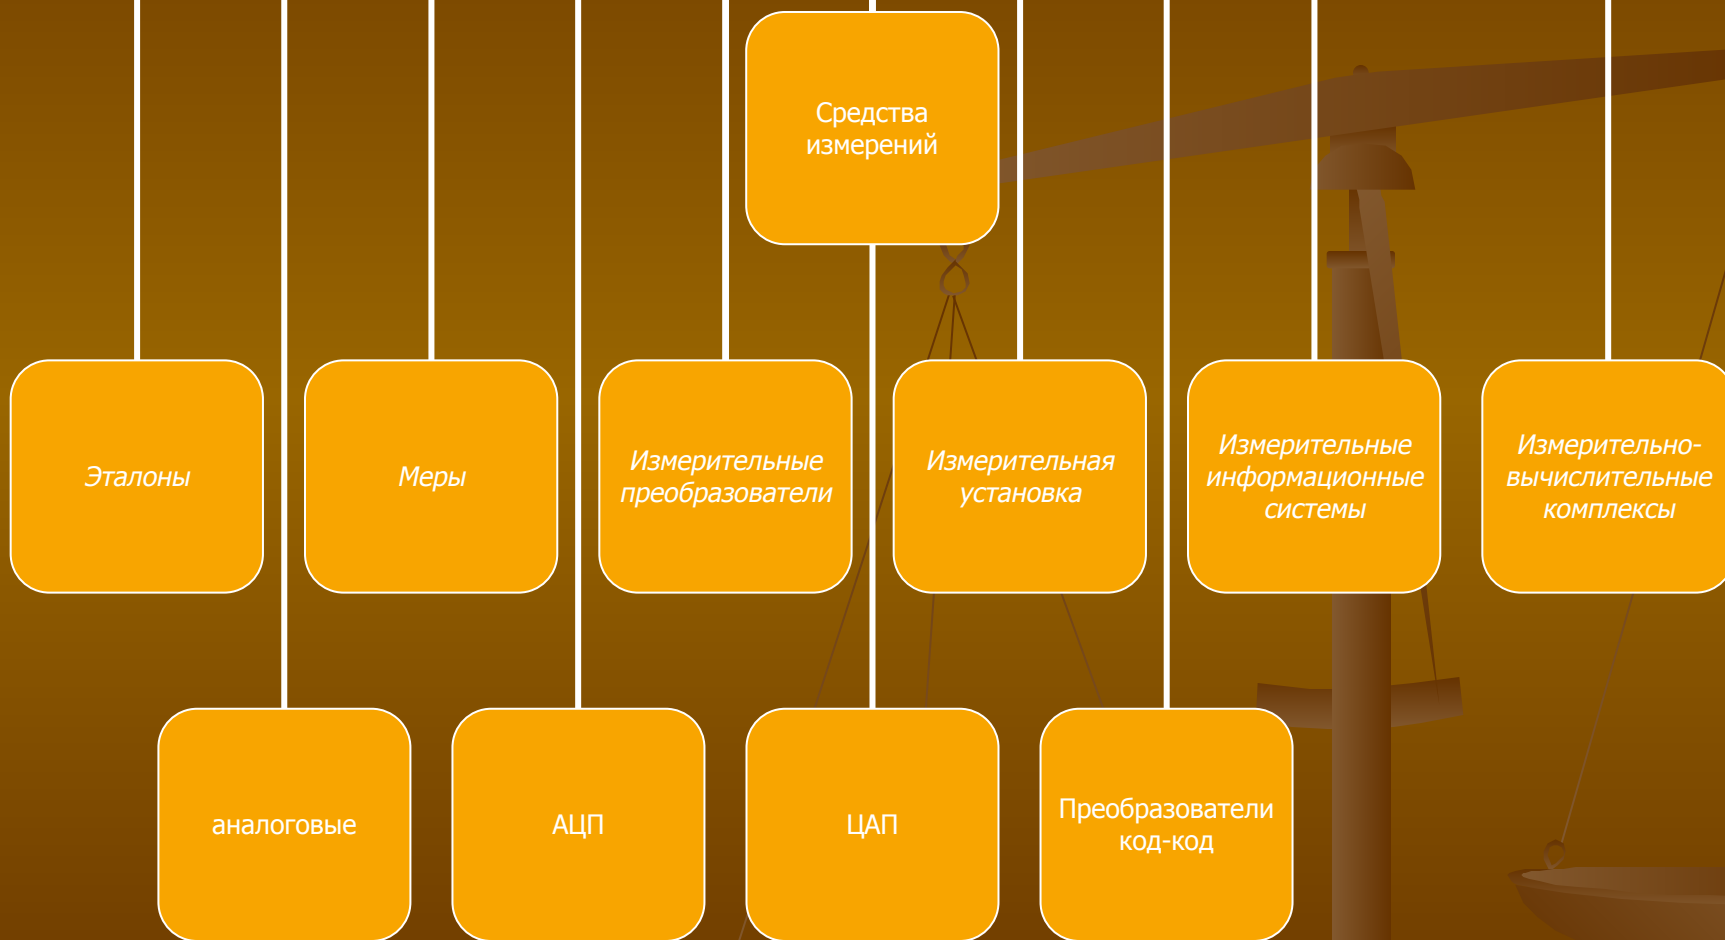 Средства
измерений
Эталоны
Меры
Измерительные
преобразователи
Измерительная
установка
Измерительные
информационные
системы
Измерительно-
вычислительные
комплексы
аналоговые
АЦП
ЦАП
Преобразователи
код-код